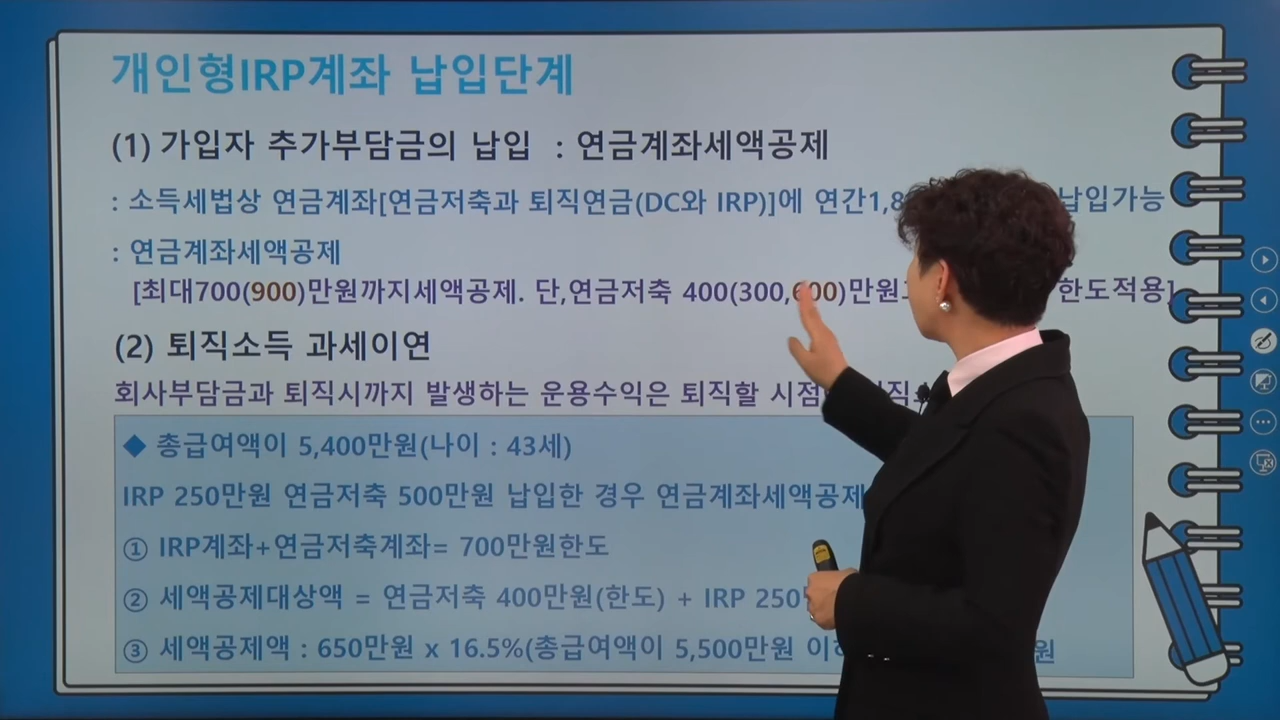 개인형IRP계좌 납입단계
(1) 가입자 추가부담금의 납입 : 연금계좌세액공제
: 소득세법상 연금계좌[연금저축과 퇴직연금(DC와 IRP)]에 연간1,8 납입가능
: 연금계좌세액공제
[최대700(900)만원까지세액공제. 단,연금저축 400(300,600)만원 한도적용]
(2) 퇴직소득 과세이연
회사부담금과 퇴직시까지 발생하는 운용수익은 퇴직할 시점
◆ 총급여액이 5,400만원(나이 : 43세)
IRP 250만원 연금저축 500만원 납입한 경우 연금계좌세액공제
① IRP계좌+연금저축계좌= 700만원한도
② 세액공제대상액 = 연금저축 400만원(한도) + IRP 250
③ 세액공제액 : 650만원 x 16.5%(총급여액이 5,500만원 원